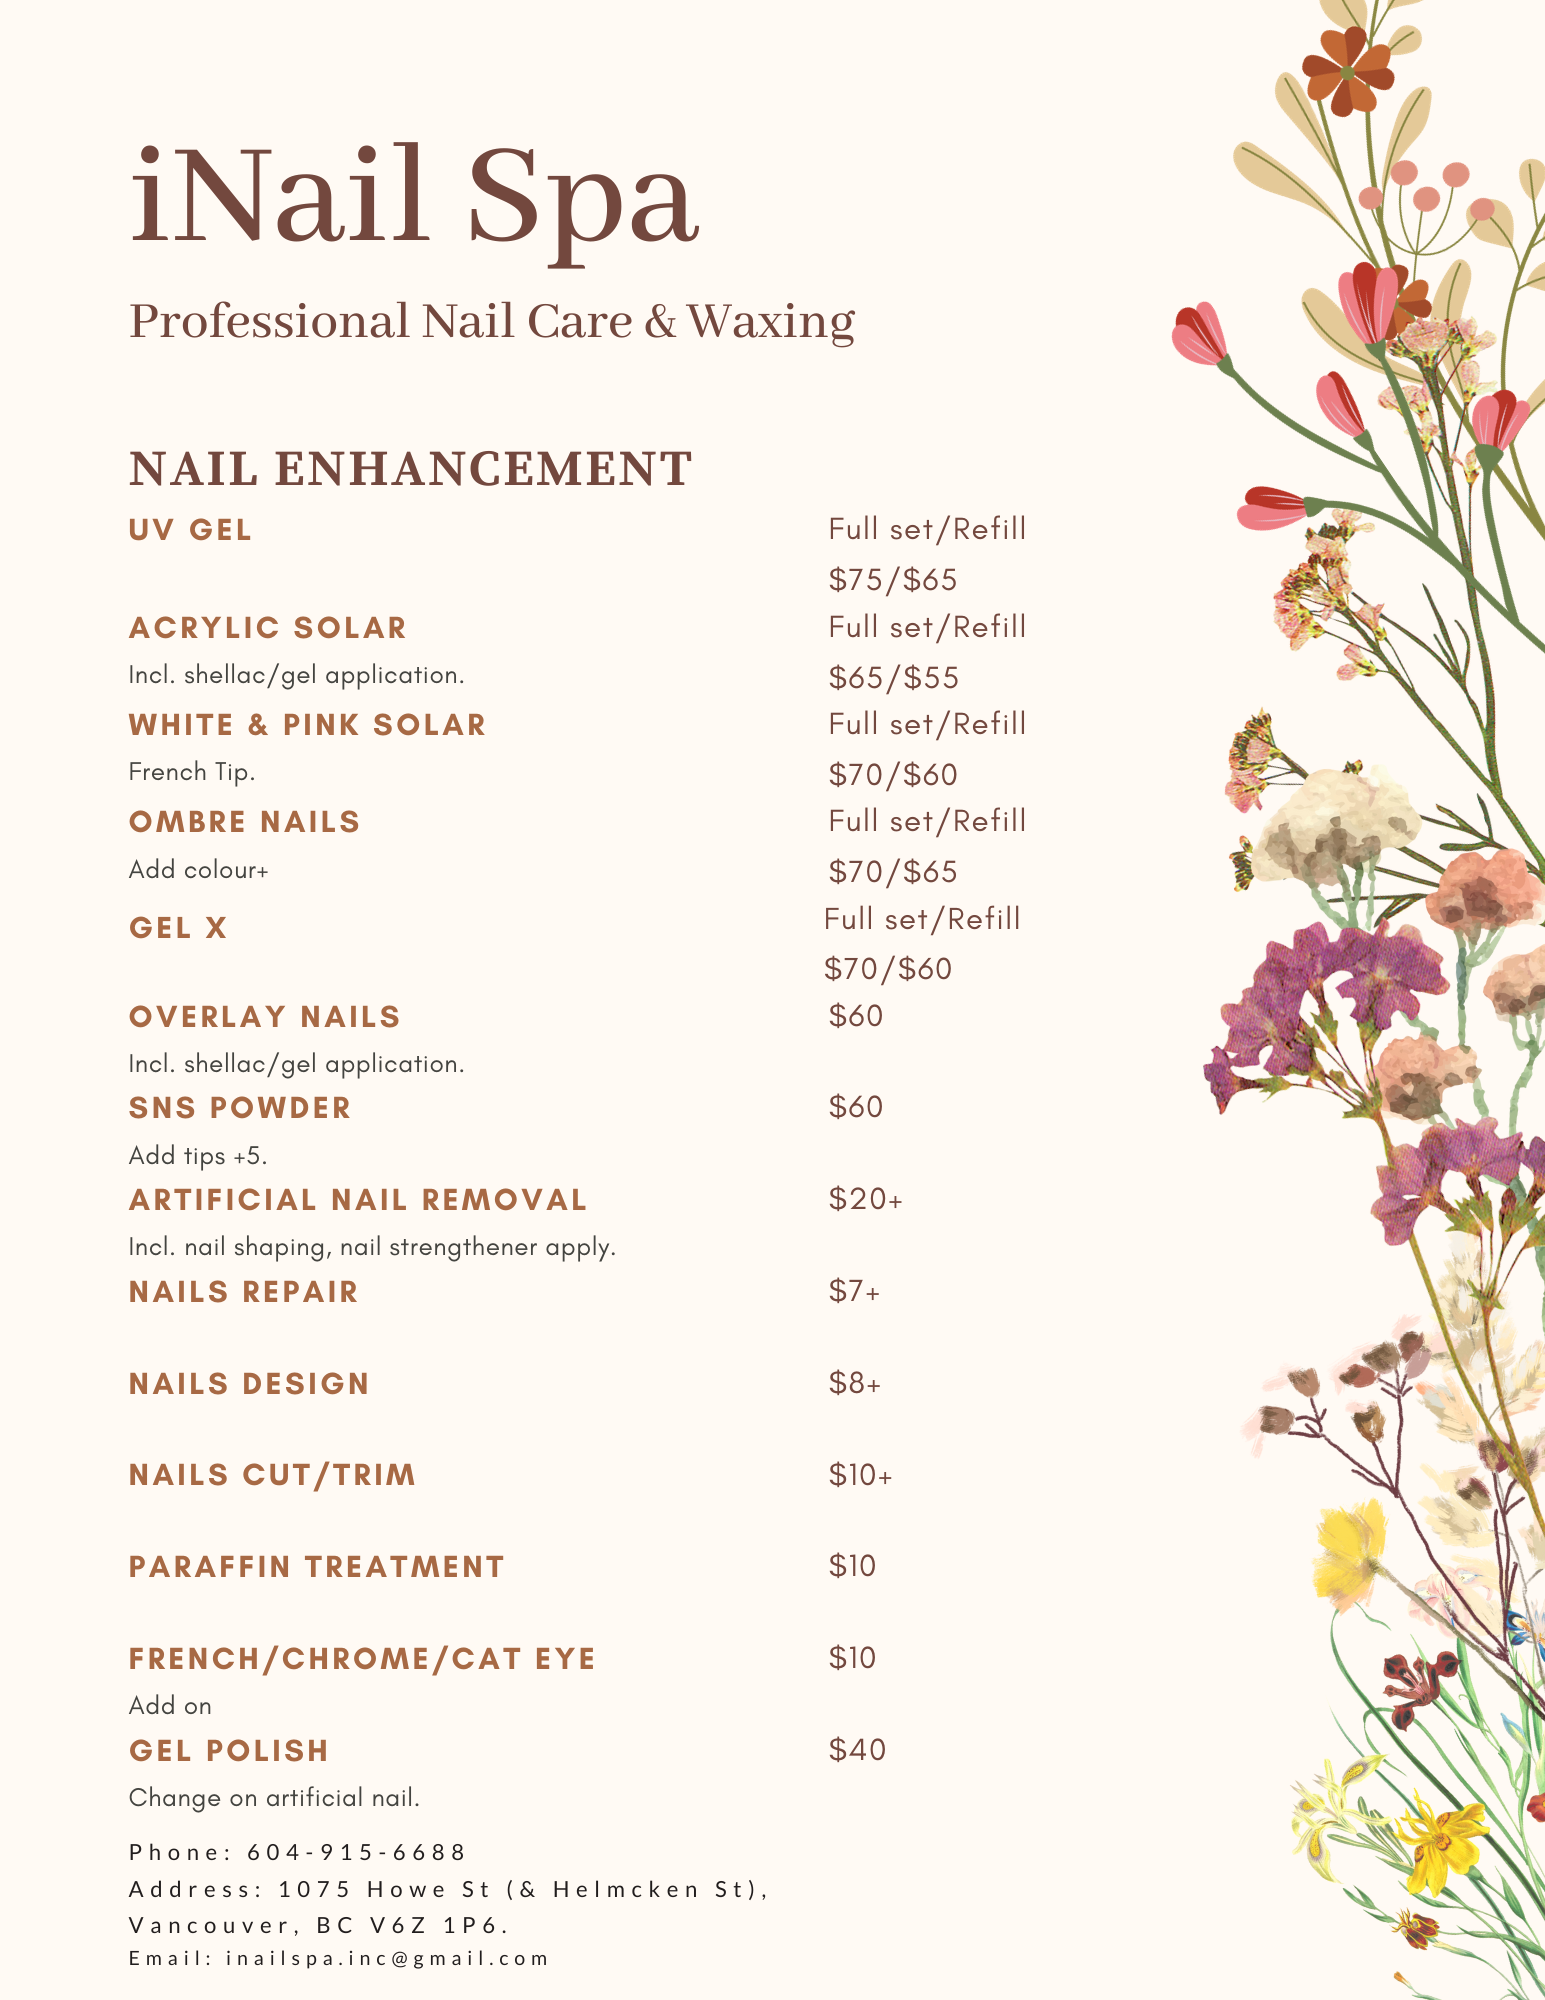 iNail Spa
Professional Nail Care & Waxing
NAIL ENHANCEMENT
UV GEL Full set/Refill
$75/$65
ACRYLIC SOLAR Full set/Refill
Incl. shellac/gel application. $65/$55
WHITE & PINK SOLAR Full set/Refill
French Tip. $70/$60
OMBRE NAILS Full set/Refill
Add colour+ $70/$65
GEL X Full set/Refill
$70/$60
OVERLAY NAILS $60
Incl. shellac/gel application.
SNS POWDER $60
Add tips +5.
ARTIFICIAL NAIL REMOVAL $20+
Incl. nail shaping, nail strengthener apply.
NAILS REPAIR $7+
NAILS DESIGN $8+
NAILS CUT/TRIM $10+
PARAFFIN TREATMENT $10
FRENCH/CHROME/CAT EYE $10
Add on
GEL POLISH $40
Change on artificial nail.
Phone: 604-915-6688
Address: 1075 Howe St (& Helmcken St),
Vancouver, BC V6Z 1P6.
Email: inailspa.inc@gmail.com